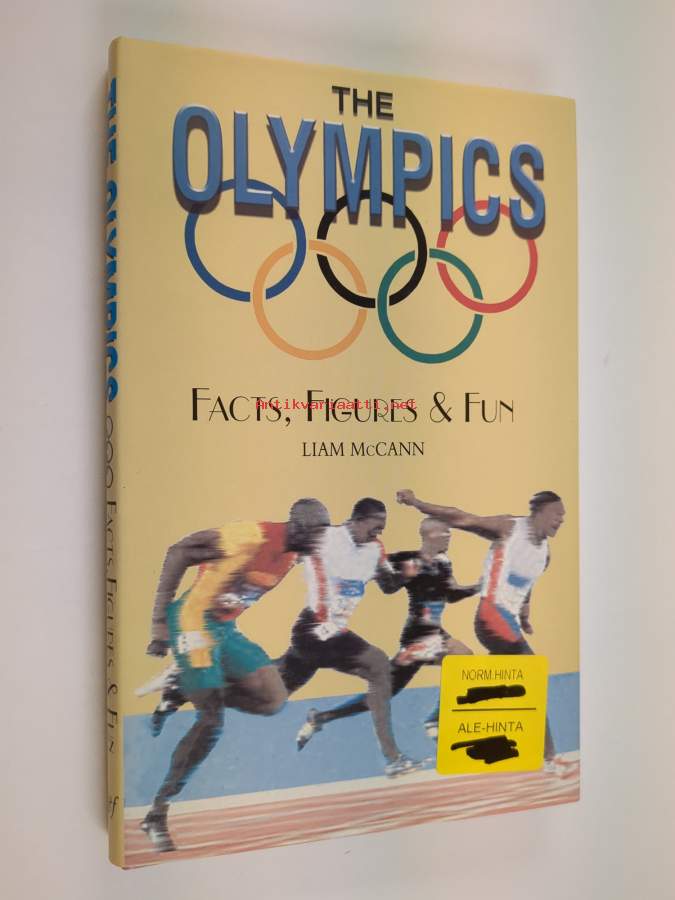 THE
OLYMPICS
FACTS, FIGURES & FUN
Antikvariaatti.net
LIAM McCANN
NORM.HINTA
ALE-HINTA
THE OLYMPICS FACTS FIGURES & FUN